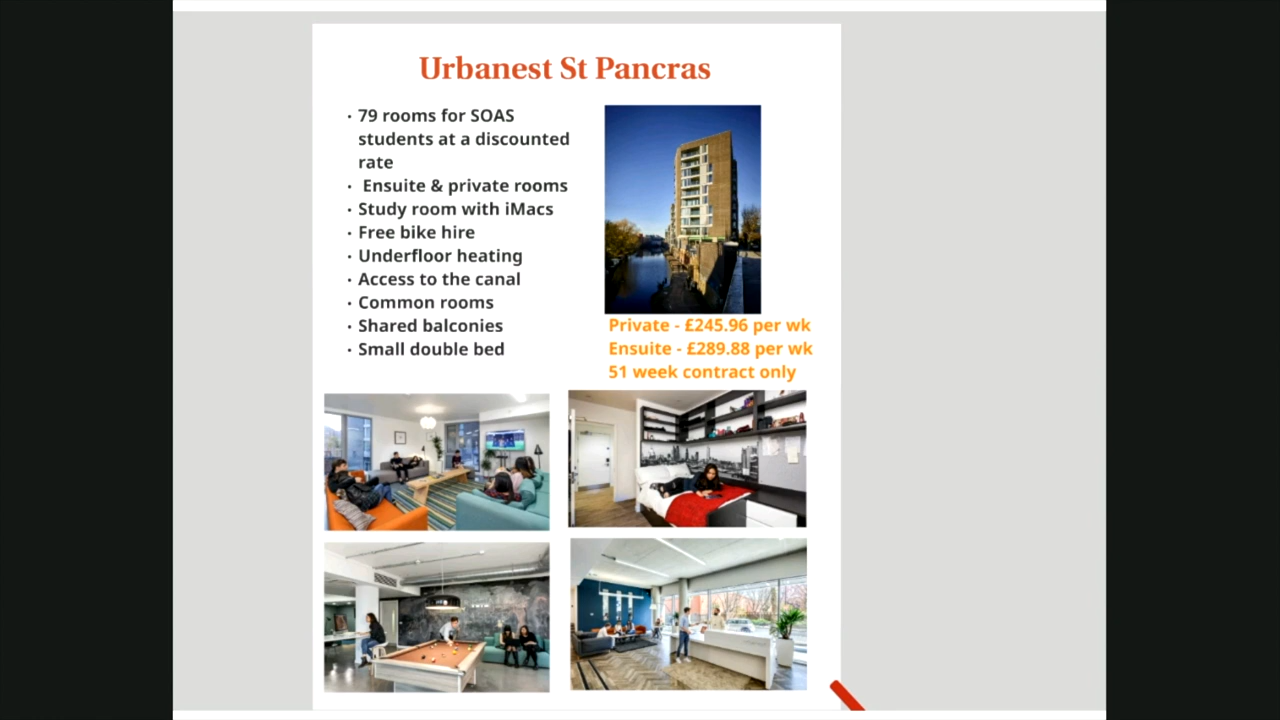 Urbanest St Pancras
· 79 rooms for SOAS
students at a discounted
rate
· Ensuite & private rooms
· Study room with iMacs
· Free bike hire
· Underfloor heating
· Access to the canal
· Common rooms
· Shared balconies
· Small double bed
Private - £245.96 per wk
Ensuite - £289.88 per wk
51 week contract only